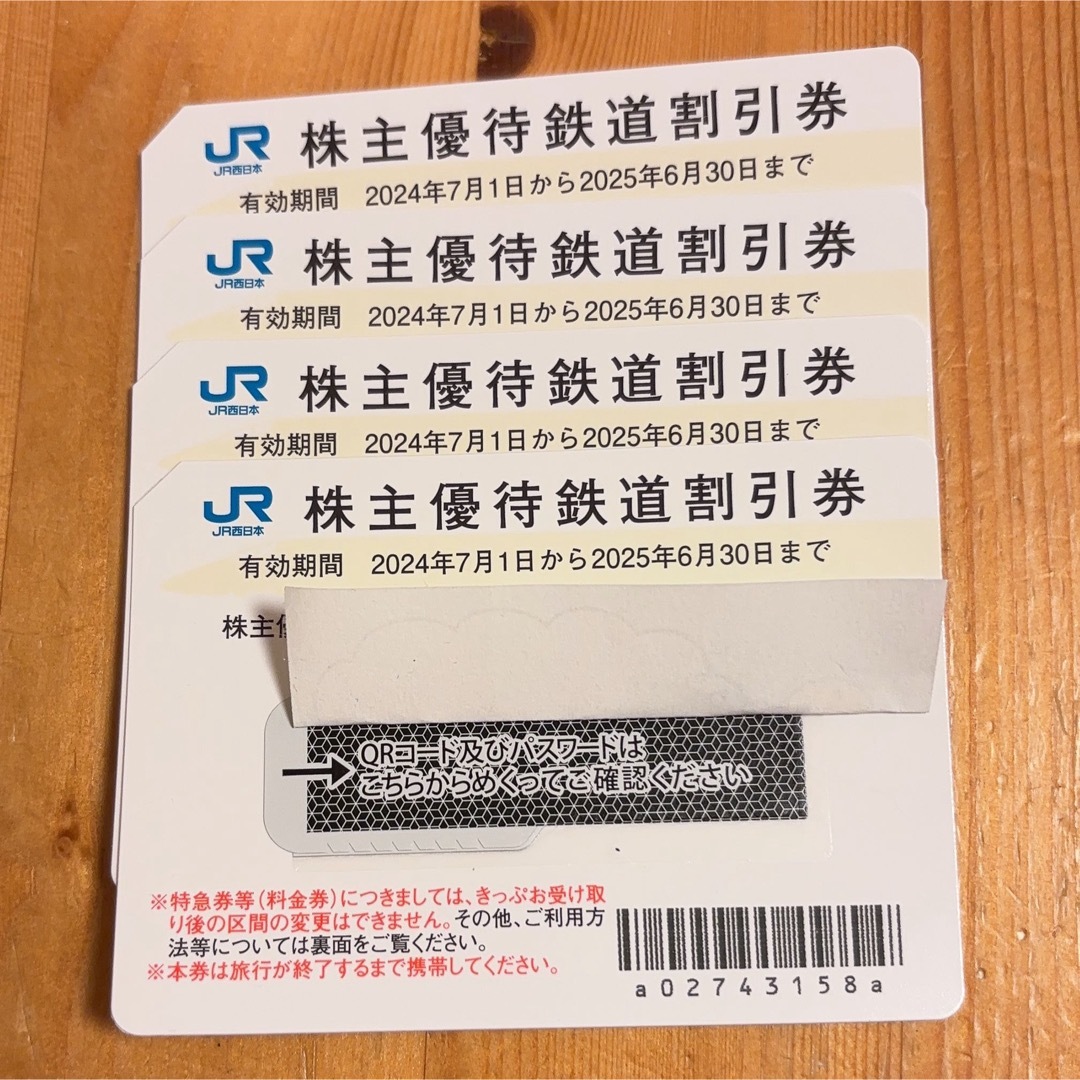 JR 株主優待鉄道割引券
JR西日本
有効期間 2024年7月1日から2025年6月30日まで
JR 株主優待鉄道割引券
JR西日本
有効期間 2024年7月1日から2025年6月30日まで
JR 株主優待鉄道割引券
JR西日本
有効期間 2024年7月1日から2025年6月30日まで
JR 株主優待鉄道割引券
JR西日本
有効期間 2024年7月1日から2025年6月30日まで
株主
QRコード及びパスワードは
こちらからめくってご確認ください
※特急券等(料金券)につきましては、きっぷお受け取
り後の区間の変更はできません。その他、ご利用方
法等については裏面をご覧ください。
※本券は旅行が終了するまで携帯してください。
a02743158a